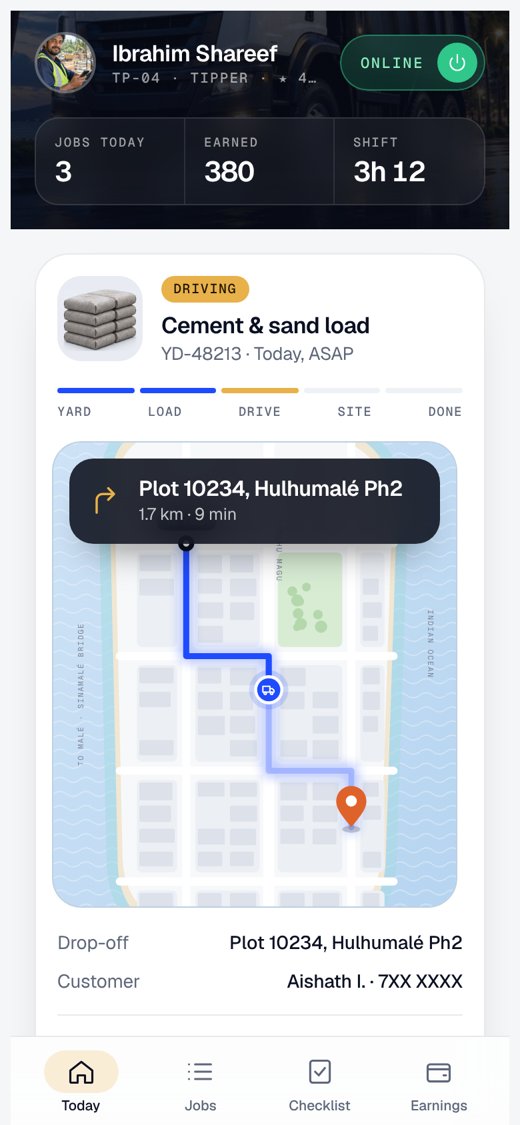 Ibrahim Shareef
TP-04 · TIPPER · ★ 4…
ONLINE
JOBS TODAY
3
EARNED
380
SHIFT
3h 12
DRIVING
Cement & sand load
YD-48213 · Today, ASAP
YARD
LOAD
DRIVE
SITE
DONE
Plot 10234, Hulhumalé Ph2
1.7 km · 9 min
TO MALE · SINAMALÉ BRIDGE
INDIAN OCEAN
Drop-off
Plot 10234, Hulhumalé Ph2
Customer
Aishath I. · 7XX XXXX
Today
Jobs
Checklist
Earnings